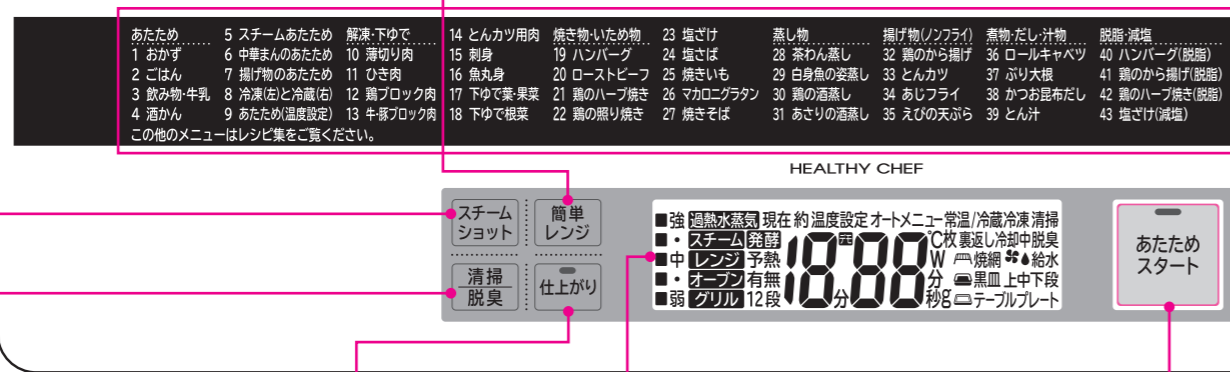 あたため 5 スチームあたため 解凍·下ゆで 14 とんカツ用肉 焼き物·いため物 23 塩ざけ 蒸し物 揚げ物(ノンフライ) 煮物·だし·汁物 脱脂·減塩
1 おかず 6 中華まんのあたため 10 薄切り肉 15 刺身 19 ハンバーグ 24 塩さば 28 茶わん蒸し 32 鶏のから揚げ 36 ロールキャベツ 40 ハンバーグ(脱脂)
2 ごはん 7 揚げ物のあたため 11 ひき肉 16 魚丸身 20 ローストビーフ 25 焼きいも 29 白身魚の姿蒸し 33 とんカツ 37 ぶり大根 41 鶏のから揚げ(脱脂)
3 飲み物·牛乳 8 冷凍(左)と冷蔵(右) 12 鶏ブロック肉 17 下ゆで葉·果菜 21 鶏のハーブ焼き 26 マカロニグラタン 30 鶏の酒蒸し 34 あじフライ 38 かつお昆布だし 42 鶏のハーブ焼き(脱脂)
4 酒かん 9 あたため(温度設定) 13 牛·豚ブロック肉 18 下ゆで根菜 22 鶏の照り焼き 27 焼きそば 31 あさりの酒蒸し 35 えびの天ぷら 39 とん汁 43 塩ざけ(減塩)
この他のメニューはレシピ集をご覧ください。
HEALTHY CHEF
スチーム
ショット
簡単
レンジ
清掃
脱臭
仕上がり
強 過熱水蒸気 現在 約 温度設定 オートメニュー 常温/冷蔵 冷凍 清掃
・ スチーム 発酵 ℃ 枚 裏返し 冷却中 脱臭
中 レンジ 予熱 18:88 W 焼網 給水
・ オーブン 有無 分 黒皿 上中下段
弱 グリル 12段 分 秒 g テーブルプレート
あたため
スタート